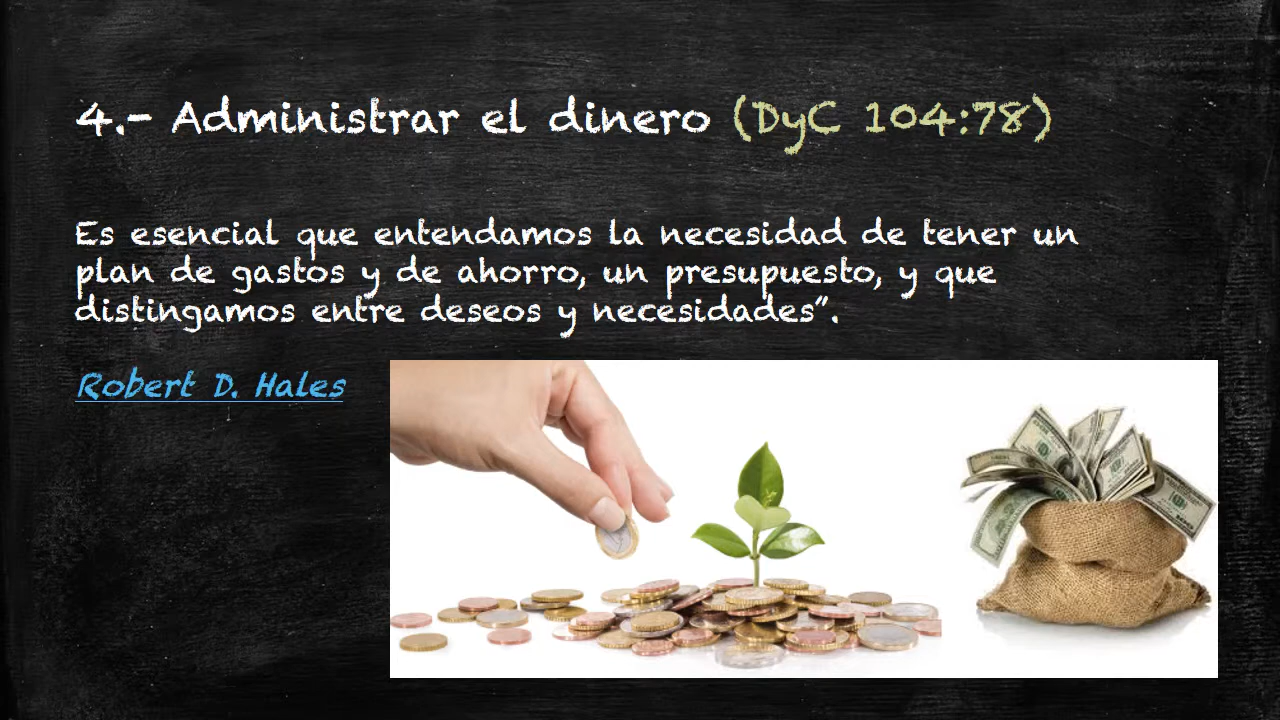 4.- Administrar el dinero (DyC 104:78)
Es esencial que entendamos la necesidad de tener un
plan de gastos y de ahorro, un presupuesto, y que
distingamos entre deseos y necesidades”.
Robert D. Hales